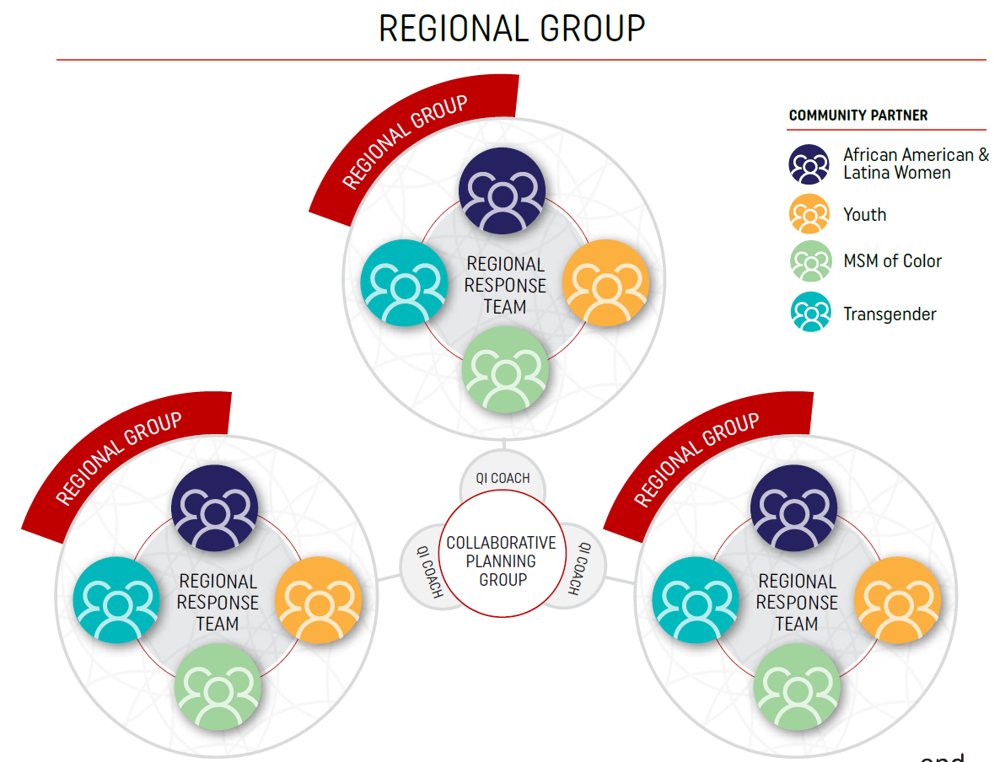 REGIONAL GROUP
REGIONAL GROUP
COMMUNITY PARTNER
African American &
Latina Women
Youth
MSM of Color
Transgender
REGIONAL
RESPONSE
TEAM
REGIONAL GROUP
REGIONAL
RESPONSE
TEAM
QI COACH
QI COACH
QI COACH
COLLABORATIVE
PLANNING
GROUP
REGIONAL GROUP
REGIONAL
RESPONSE
TEAM